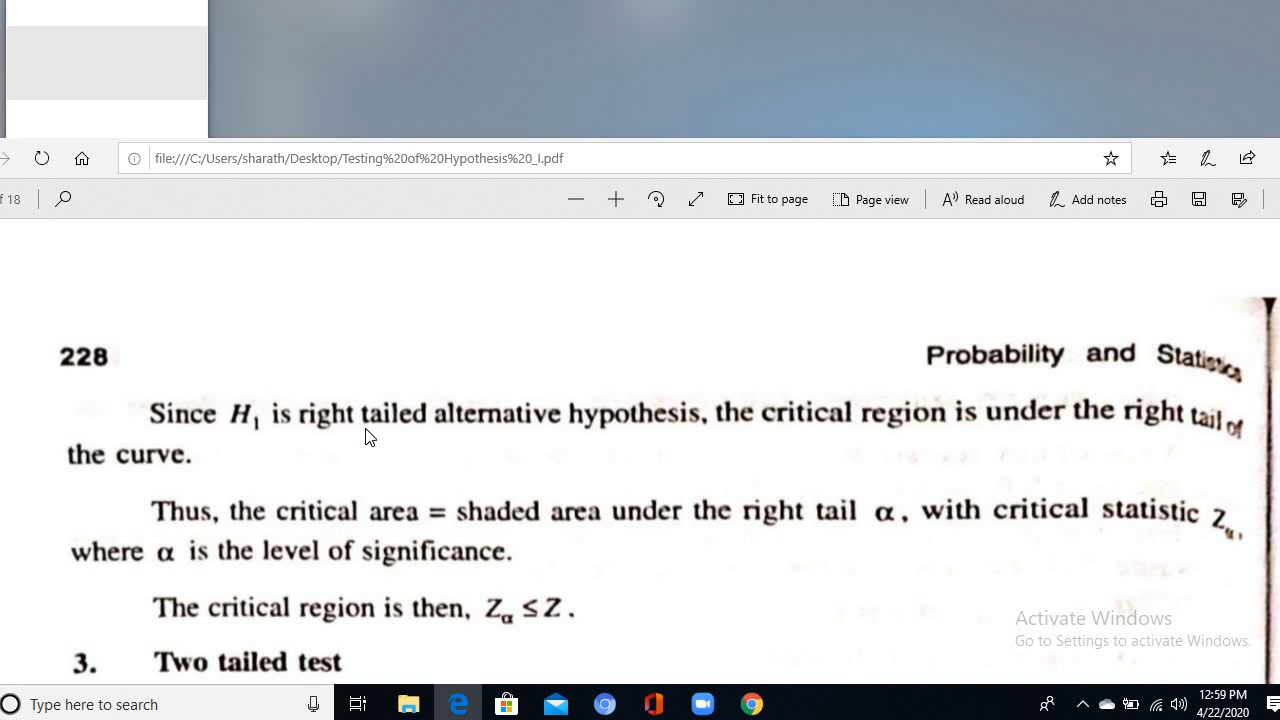 file:///C:/Users/sharath/Desktop/Testing%20of%20Hypothesis%20_I.pdf
of 18
Fit to page
Page view
Read aloud
Add notes
228
Probability and Statistics
Since H₁ is right tailed alternative hypothesis, the critical region is under the right tail of
the curve.
Thus, the critical area = shaded area under the right tail α, with critical statistic Zα,
where α is the level of significance.
The critical region is then, Zα ≤ Z.
3. Two tailed test
Activate Windows
Go to Settings to activate Windows.
Type here to search
12:59 PM
4/22/2020